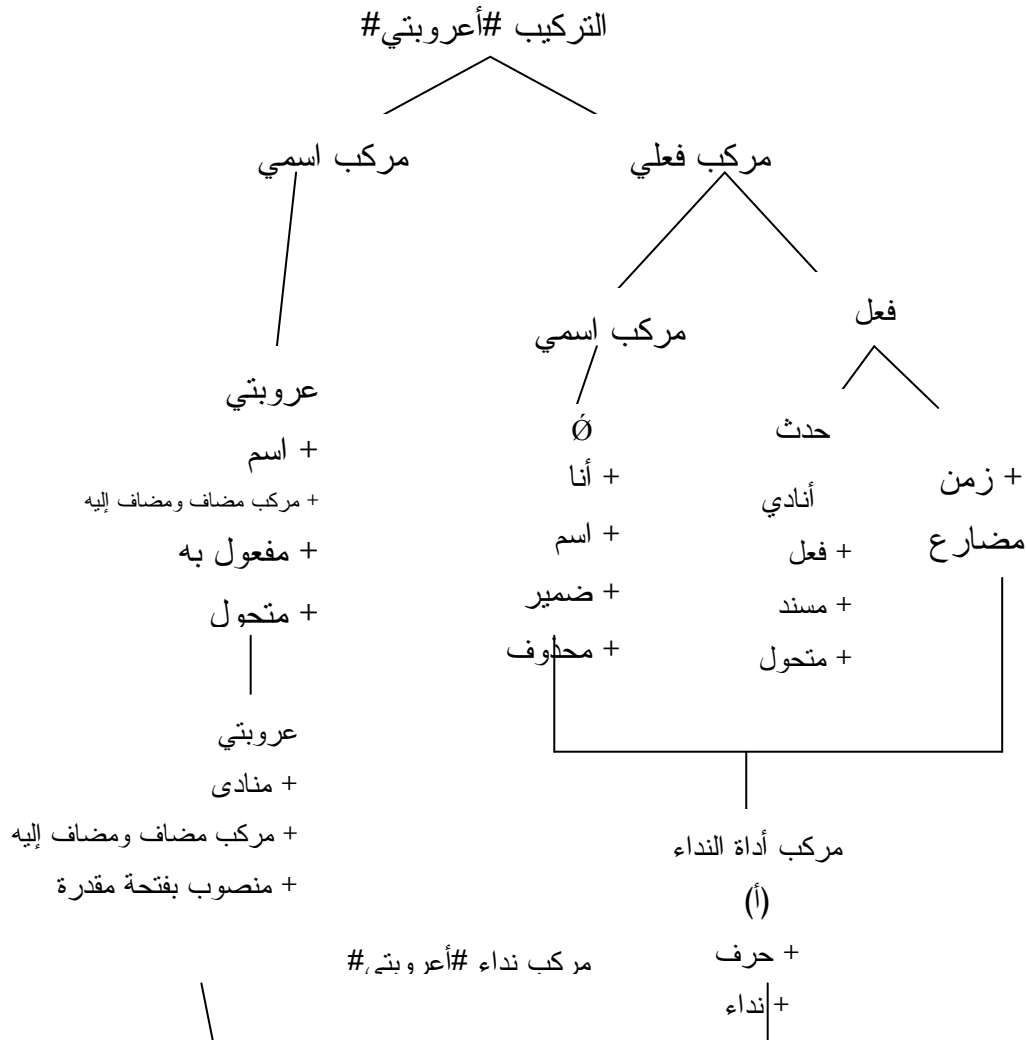 التركيب #أعروبتي#
مركب فعلي
مركب اسمي
فعل
مركب اسمي
+ زمن
مضارع
حدث
أنادي
+ فعل
+ مسند
+ متحول
Ǿ
+ أنا
+ اسم
+ ضمير
+ محذوف
عروبتي
+ اسم
+ مركب مضاف ومضاف إليه
+ مفعول به
+ متحول
مركب أداة النداء
(أ)
+ حرف
+ نداء
عروبتي
+ منادى
+ مركب مضاف ومضاف إليه
+ منصوب بفتحة مقدرة
مركب نداء #أعروبتي#